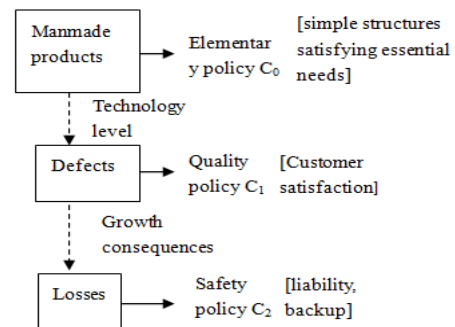 Manmade
products
Elementar
y policy C₀
[simple structures
satisfying essential
needs]
Technology
level
Defects
Quality
policy C₁
[Customer
satisfaction]
Growth
consequences
Losses
Safety
policy C₂
[liability,
backup]